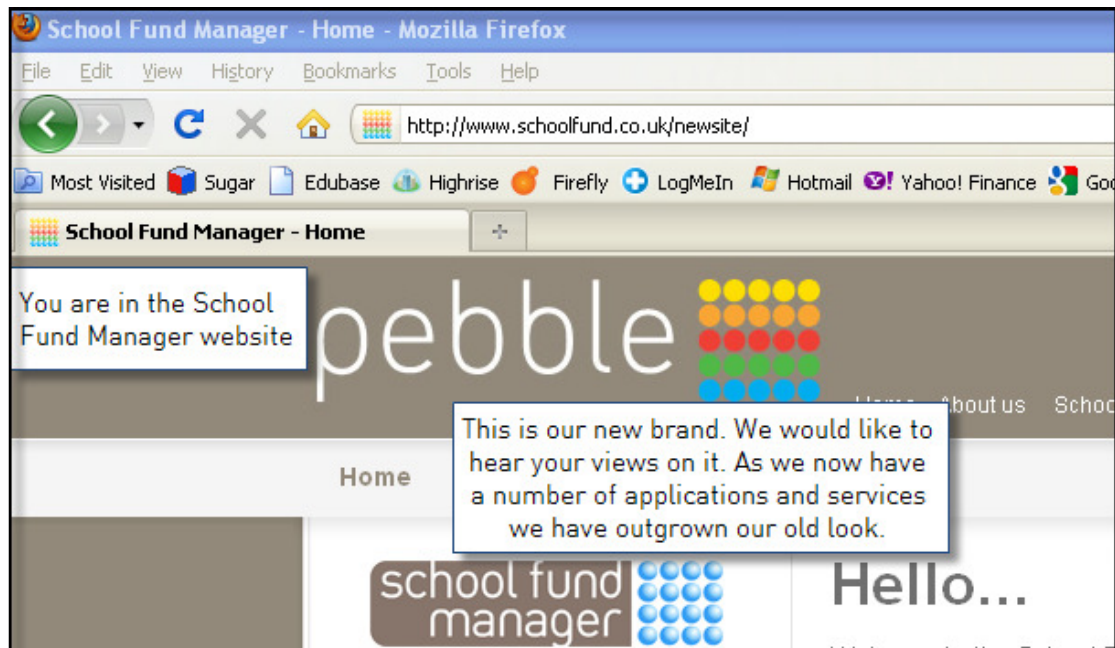 School Fund Manager - Home - Mozilla Firefox
File Edit View History Bookmarks Tools Help
http://www.schoolfund.co.uk/newsite/
Most Visited Sugar Edubase Highrise Firefly LogMeIn Hotmail Yahoo! Finance
School Fund Manager - Home
You are in the School
Fund Manager website
pebble
About us
This is our new brand. We would like to
hear your views on it. As we now have
a number of applications and services
we have outgrown our old look.
Home
school fund
manager
Hello...